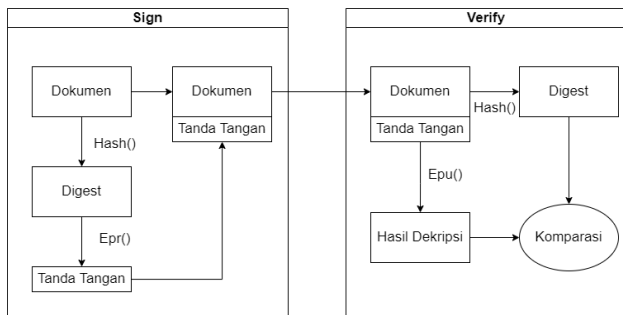 Sign
Verify
Dokumen
Dokumen
Tanda Tangan
Hash()
Digest
Epr()
Tanda Tangan
Dokumen
Tanda Tangan
Hash()
Digest
Epu()
Hasil Dekripsi
Komparasi